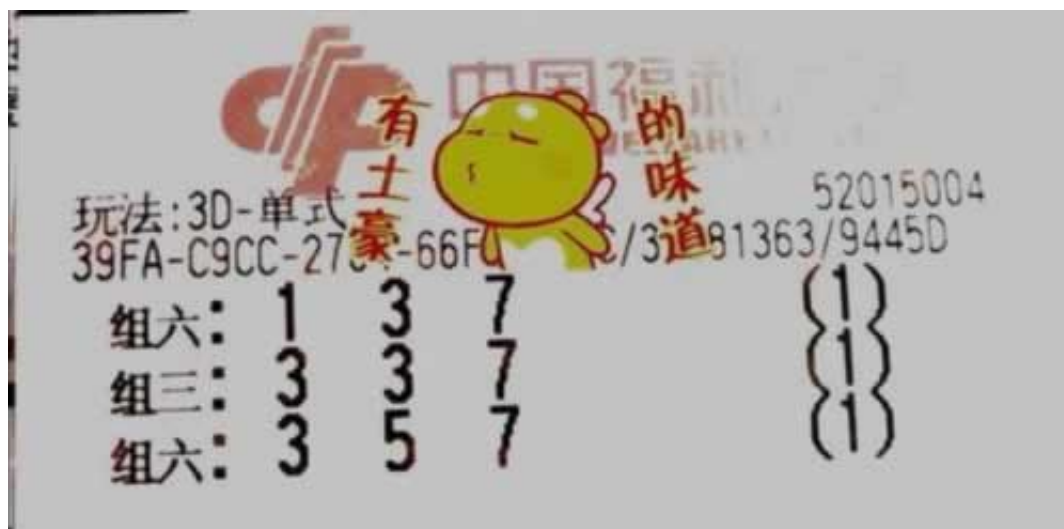 中国福利
有土豪的味道
52015004
玩法:3D-单式
39FA-C9CC-27 -66F C/3 81363/9445D
组六: 1 3 7 (1)
组三: 3 3 7 (1)
组六: 3 5 7 (1)